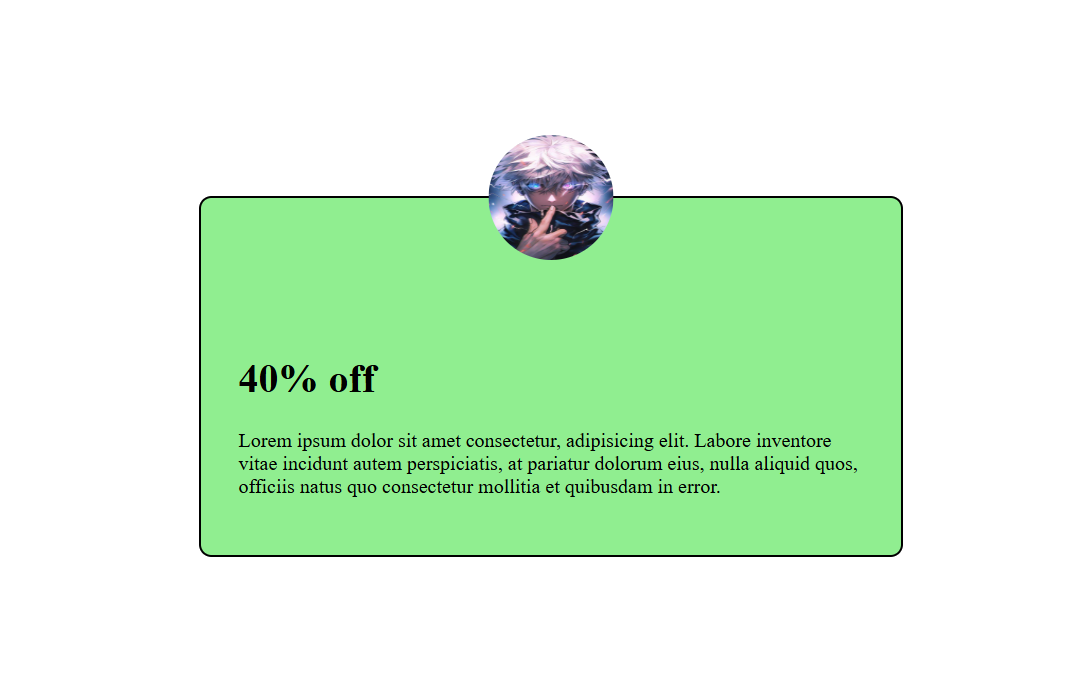 40% off
Lorem ipsum dolor sit amet consectetur, adipisicing elit. Labore inventore
vitae incidunt autem perspiciatis, at pariatur dolorum eius, nulla aliquid quos,
officiis natus quo consectetur mollitia et quibusdam in error.